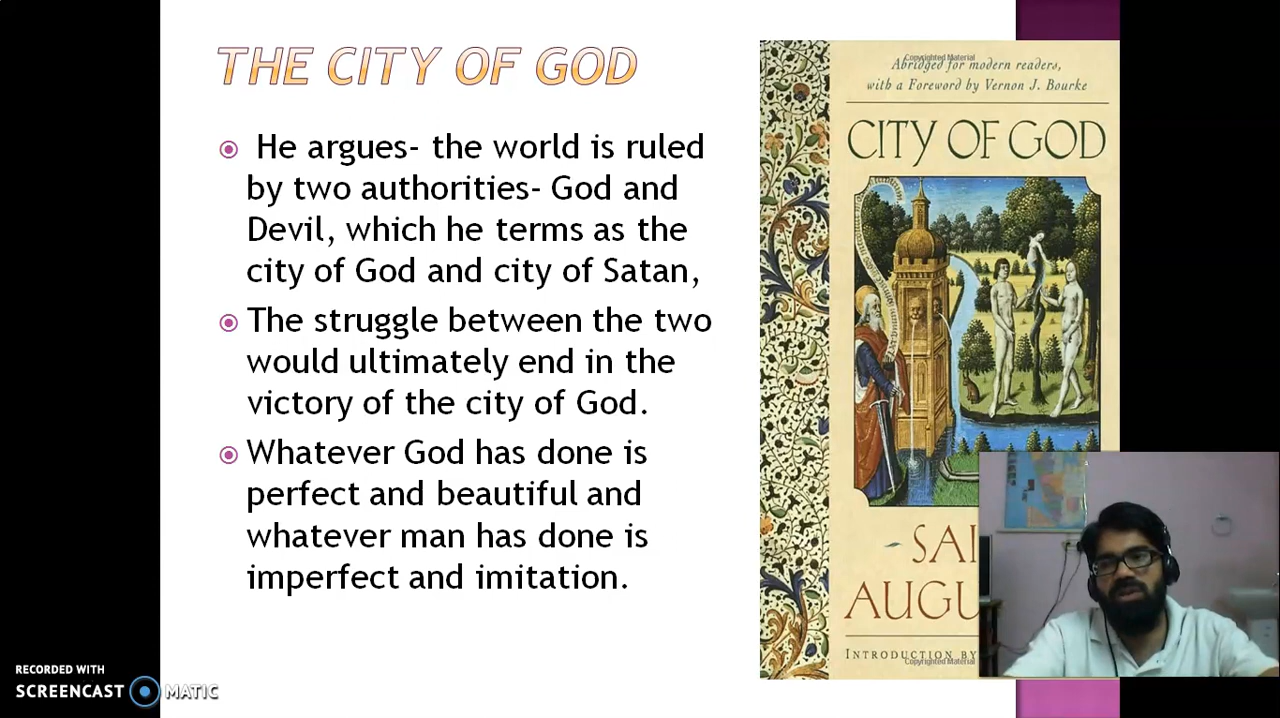 THE CITY OF GOD
He argues- the world is ruled
by two authorities- God and
Devil, which he terms as the
city of God and city of Satan,
The struggle between the two
would ultimately end in the
victory of the city of God.
Whatever God has done is
perfect and beautiful and
whatever man has done is
imperfect and imitation.
Copyrighted Material
Abridged for modern readers,
with a Foreword by Vernon J. Bourke
CITY OF GOD
SAI
AUGU
INTRODUCTION BY
Copyrighted Material
RECORDED WITH
SCREENCAST MATIC